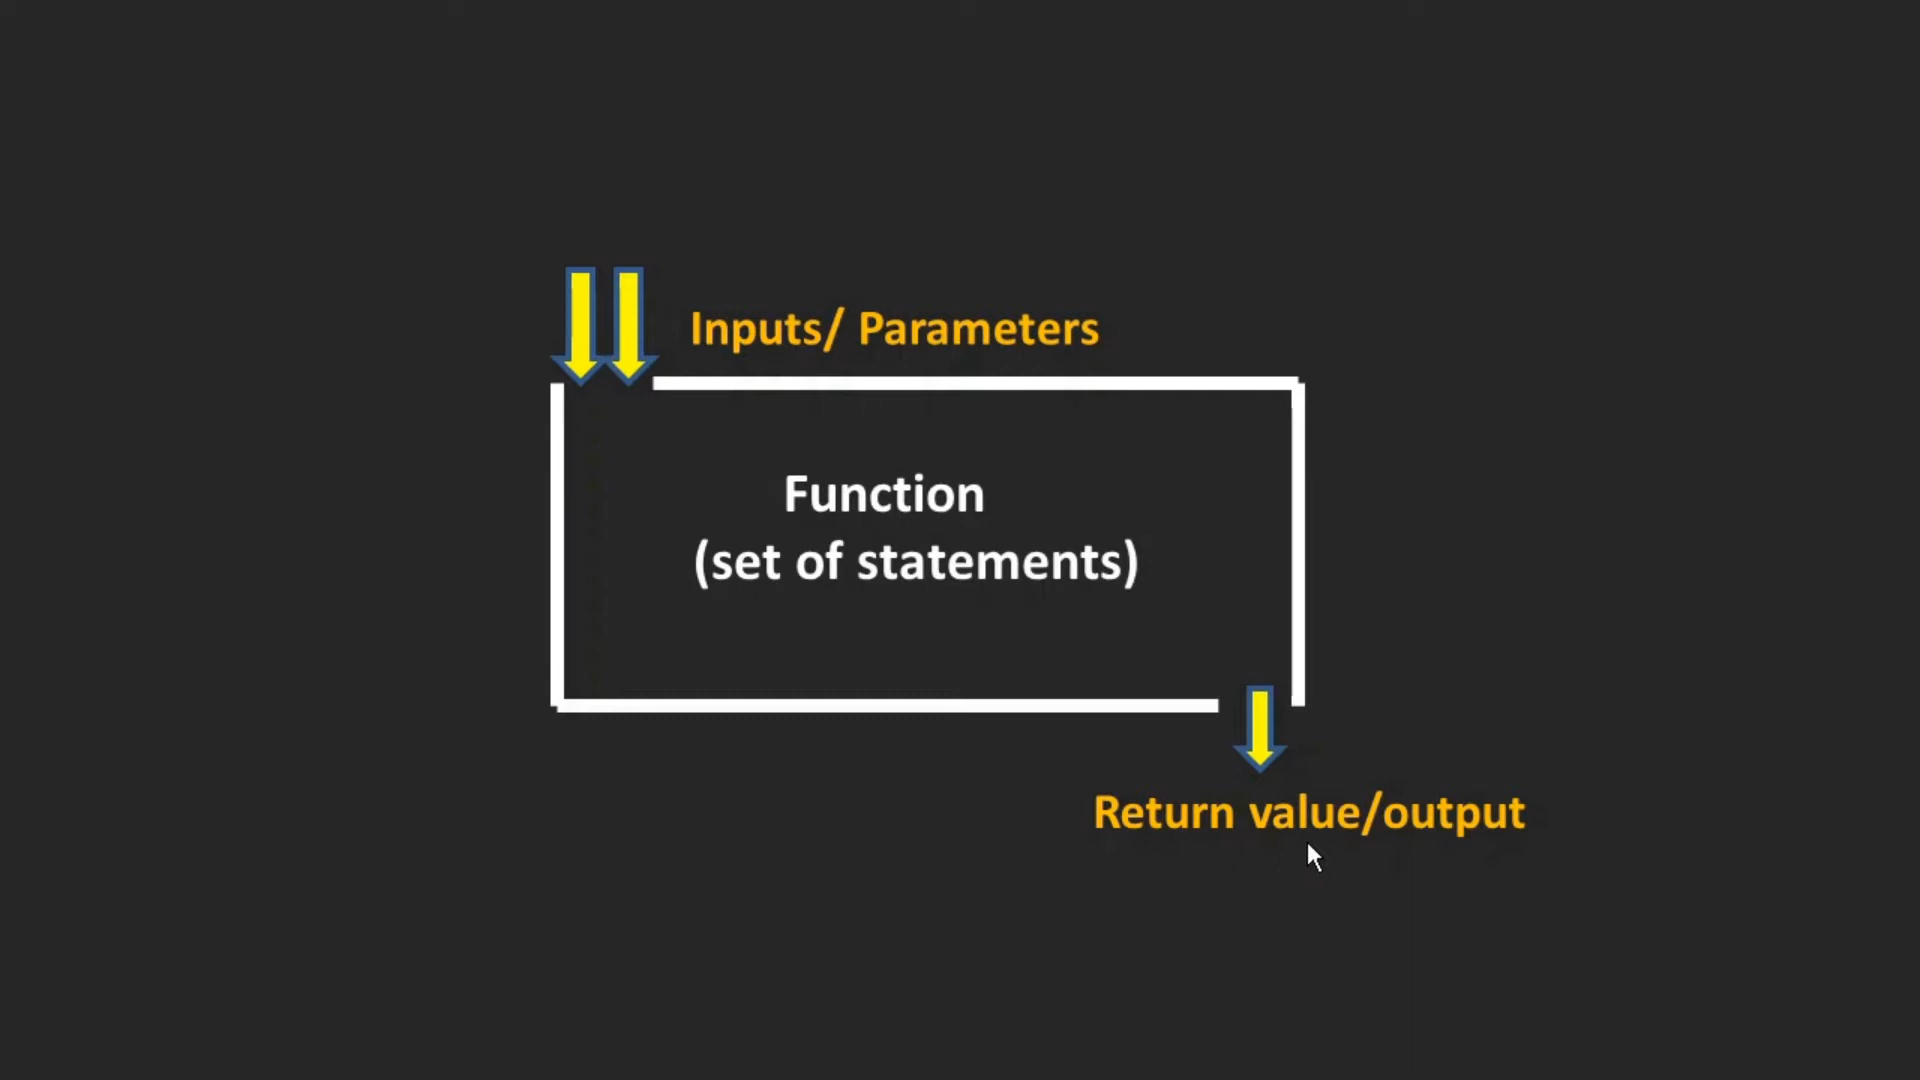 Inputs/ Parameters
Function
(set of statements)
Return value/output